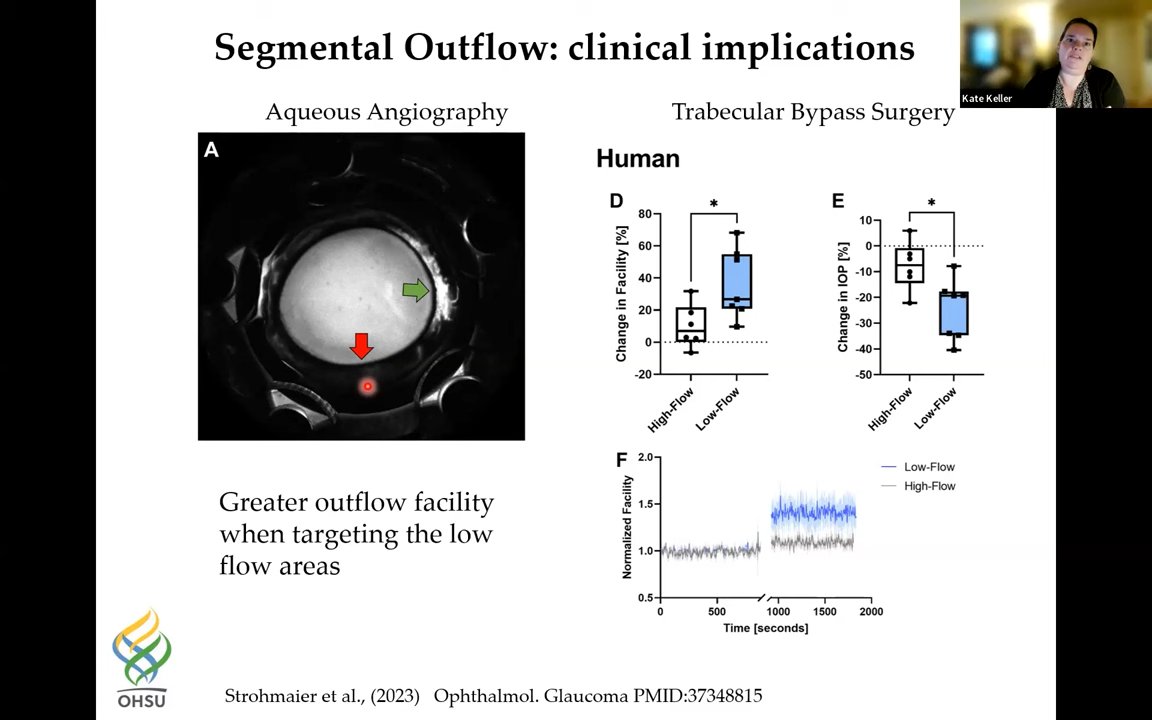 Segmental Outflow: clinical implications
Kate Keller
Aqueous Angiography
Trabecular Bypass Surgery
A
Human
D
Change in Facility [%]
80
60
40
20
0
-20
*
High-Flow
Low-Flow
E
Change in IOP [%]
10
0
-10
-20
-30
-40
-50
*
High-Flow
Low-Flow
F
Normalized Facility
2.0
1.5
1.0
0.5
0
500
1000
1500
2000
Time [seconds]
Low-Flow
High-Flow
Greater outflow facility
when targeting the low
flow areas
OHSU
Strohmaier et al., (2023) Ophthalmol. Glaucoma PMID:37348815